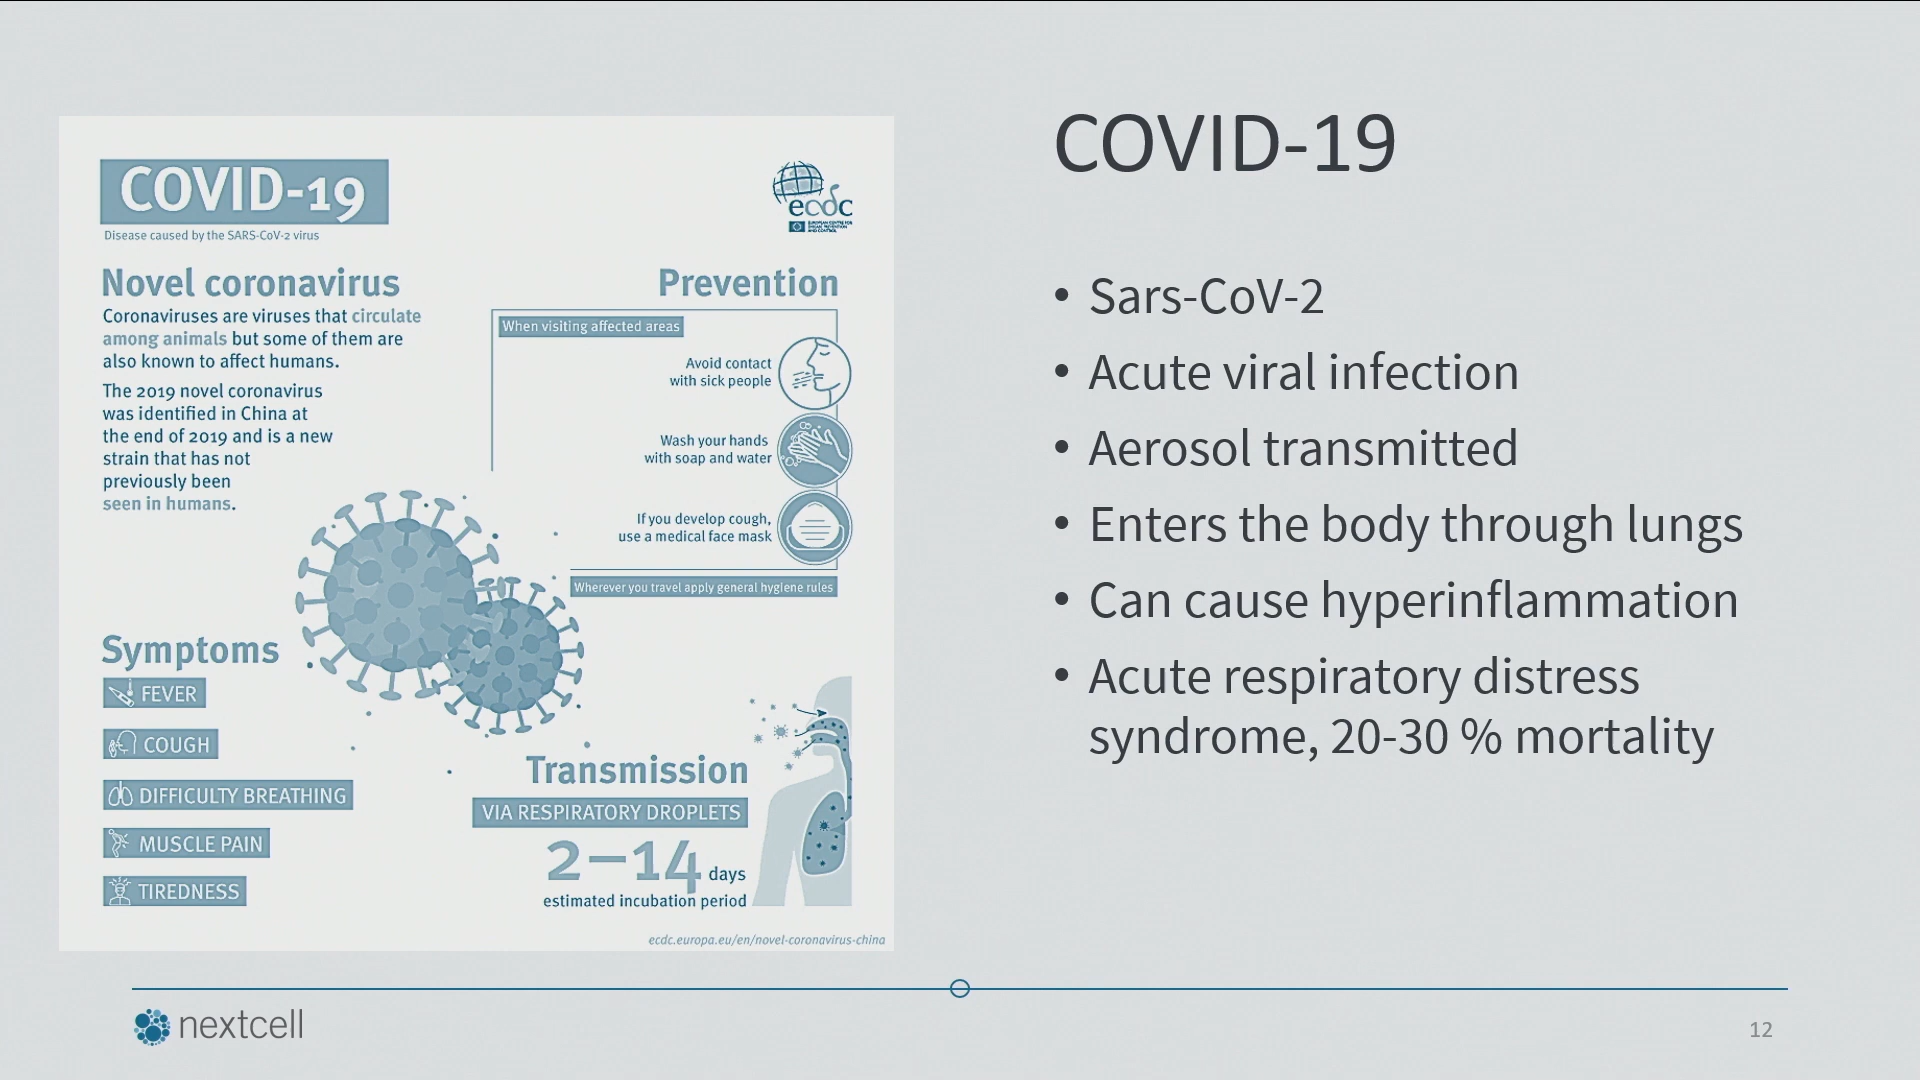 COVID-19
Disease caused by the SARS-CoV-2 virus
ecdc
Novel coronavirus
Coronaviruses are viruses that circulate
among animals but some of them are
also known to affect humans.
The 2019 novel coronavirus
was identified in China at
the end of 2019 and is a new
strain that has not
previously been
seen in humans.
Prevention
When visiting affected areas
Avoid contact
with sick people
Wash your hands
with soap and water
If you develop cough,
use a medical face mask
Wherever you travel apply general hygiene rules
Symptoms
FEVER
COUGH
DIFFICULTY BREATHING
MUSCLE PAIN
TIREDNESS
Transmission
VIA RESPIRATORY DROPLETS
2–14 days
estimated incubation period
ecdc.europa.eu/en/novel-coronavirus-china
COVID-19
• Sars-CoV-2
• Acute viral infection
• Aerosol transmitted
• Enters the body through lungs
• Can cause hyperinflammation
• Acute respiratory distress
syndrome, 20-30 % mortality
nextcell
12